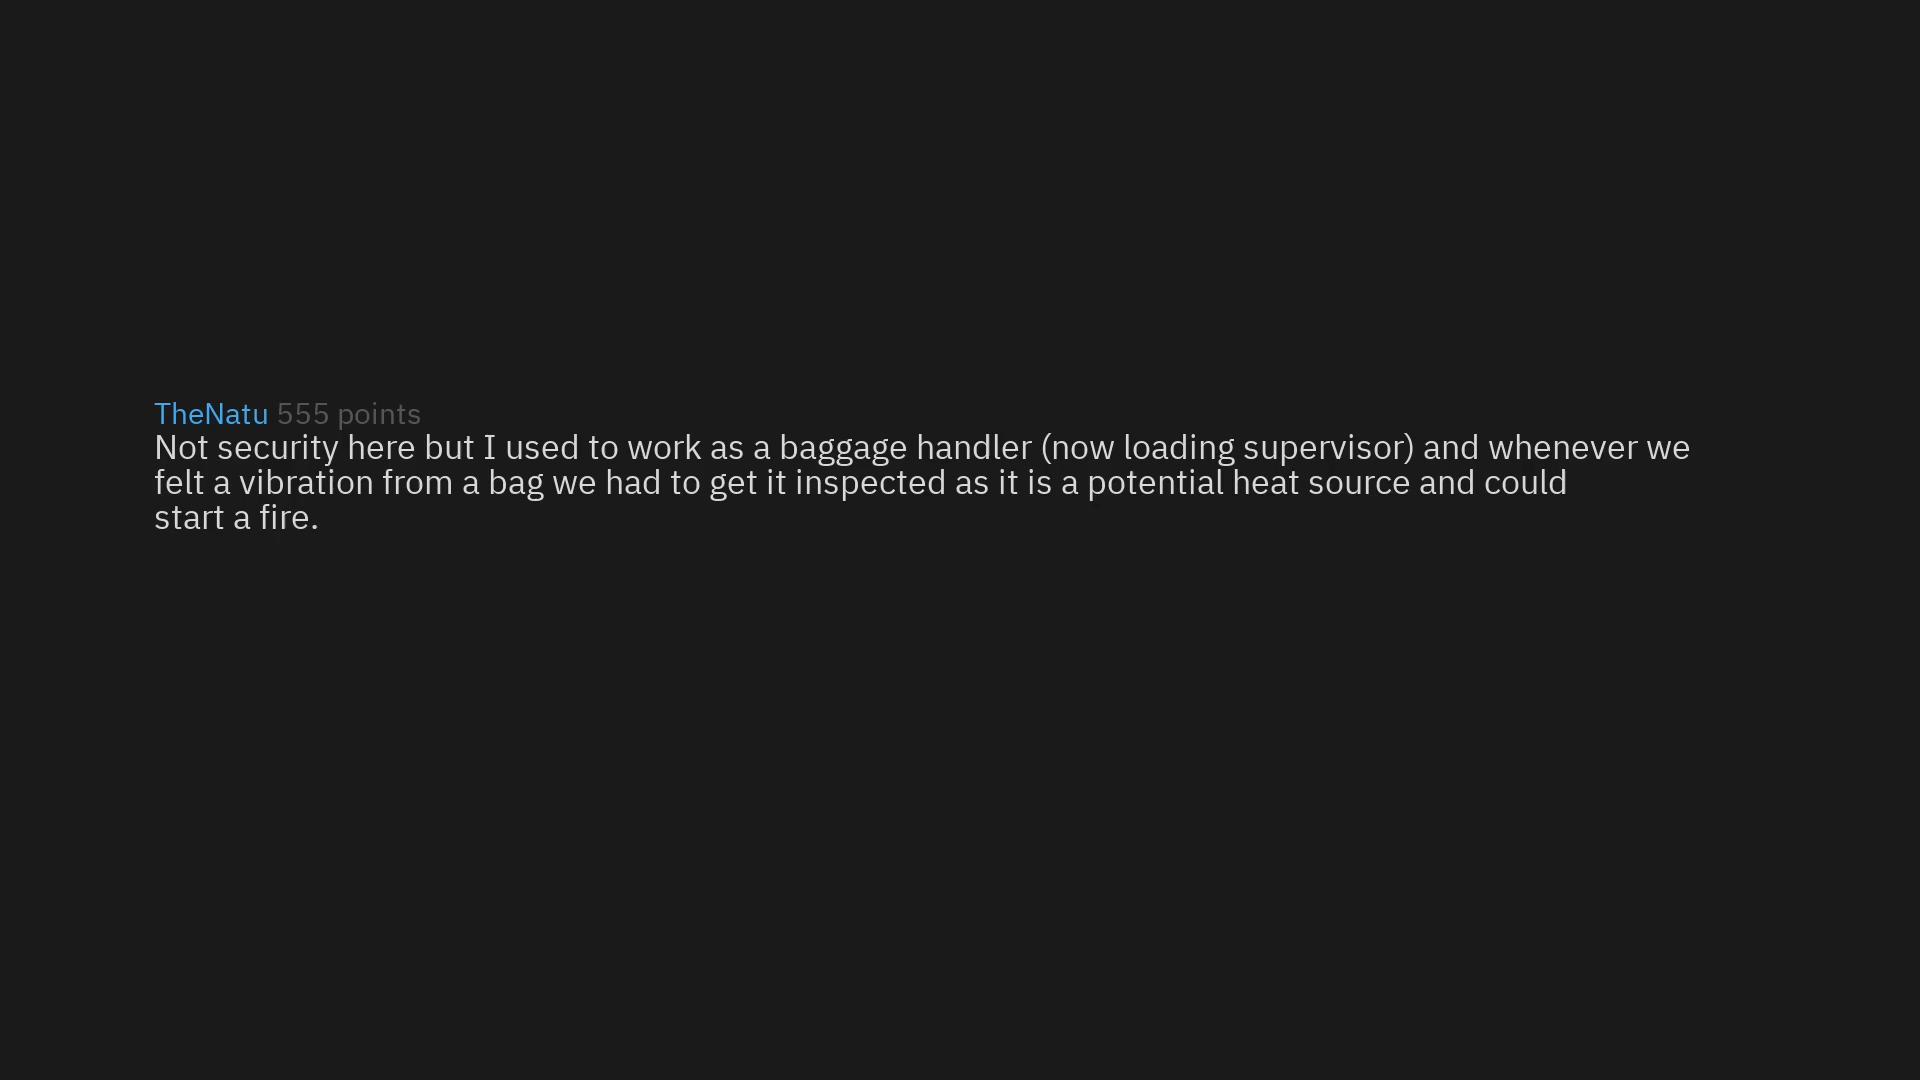 TheNatu 555 points
Not security here but I used to work as a baggage handler (now loading supervisor) and whenever we
felt a vibration from a bag we had to get it inspected as it is a potential heat source and could
start a fire.